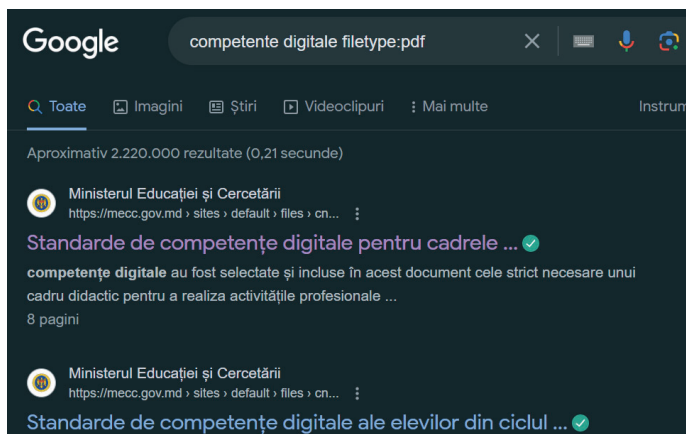 Google
competente digitale filetype:pdf
Toate Imagini Știri Videoclipuri Mai multe
Aproximativ 2.220.000 rezultate (0,21 secunde)
Ministerul Educației și Cercetării
https://mecc.gov.md › sites › default › files › cn...
Standarde de competențe digitale pentru cadrele ...
competențe digitale au fost selectate și incluse în acest document cele strict necesare unui
cadru didactic pentru a realiza activitățile profesionale ...
8 pagini
Ministerul Educației și Cercetării
https://mecc.gov.md › sites › default › files › cn...
Standarde de competențe digitale ale elevilor din ciclul ...